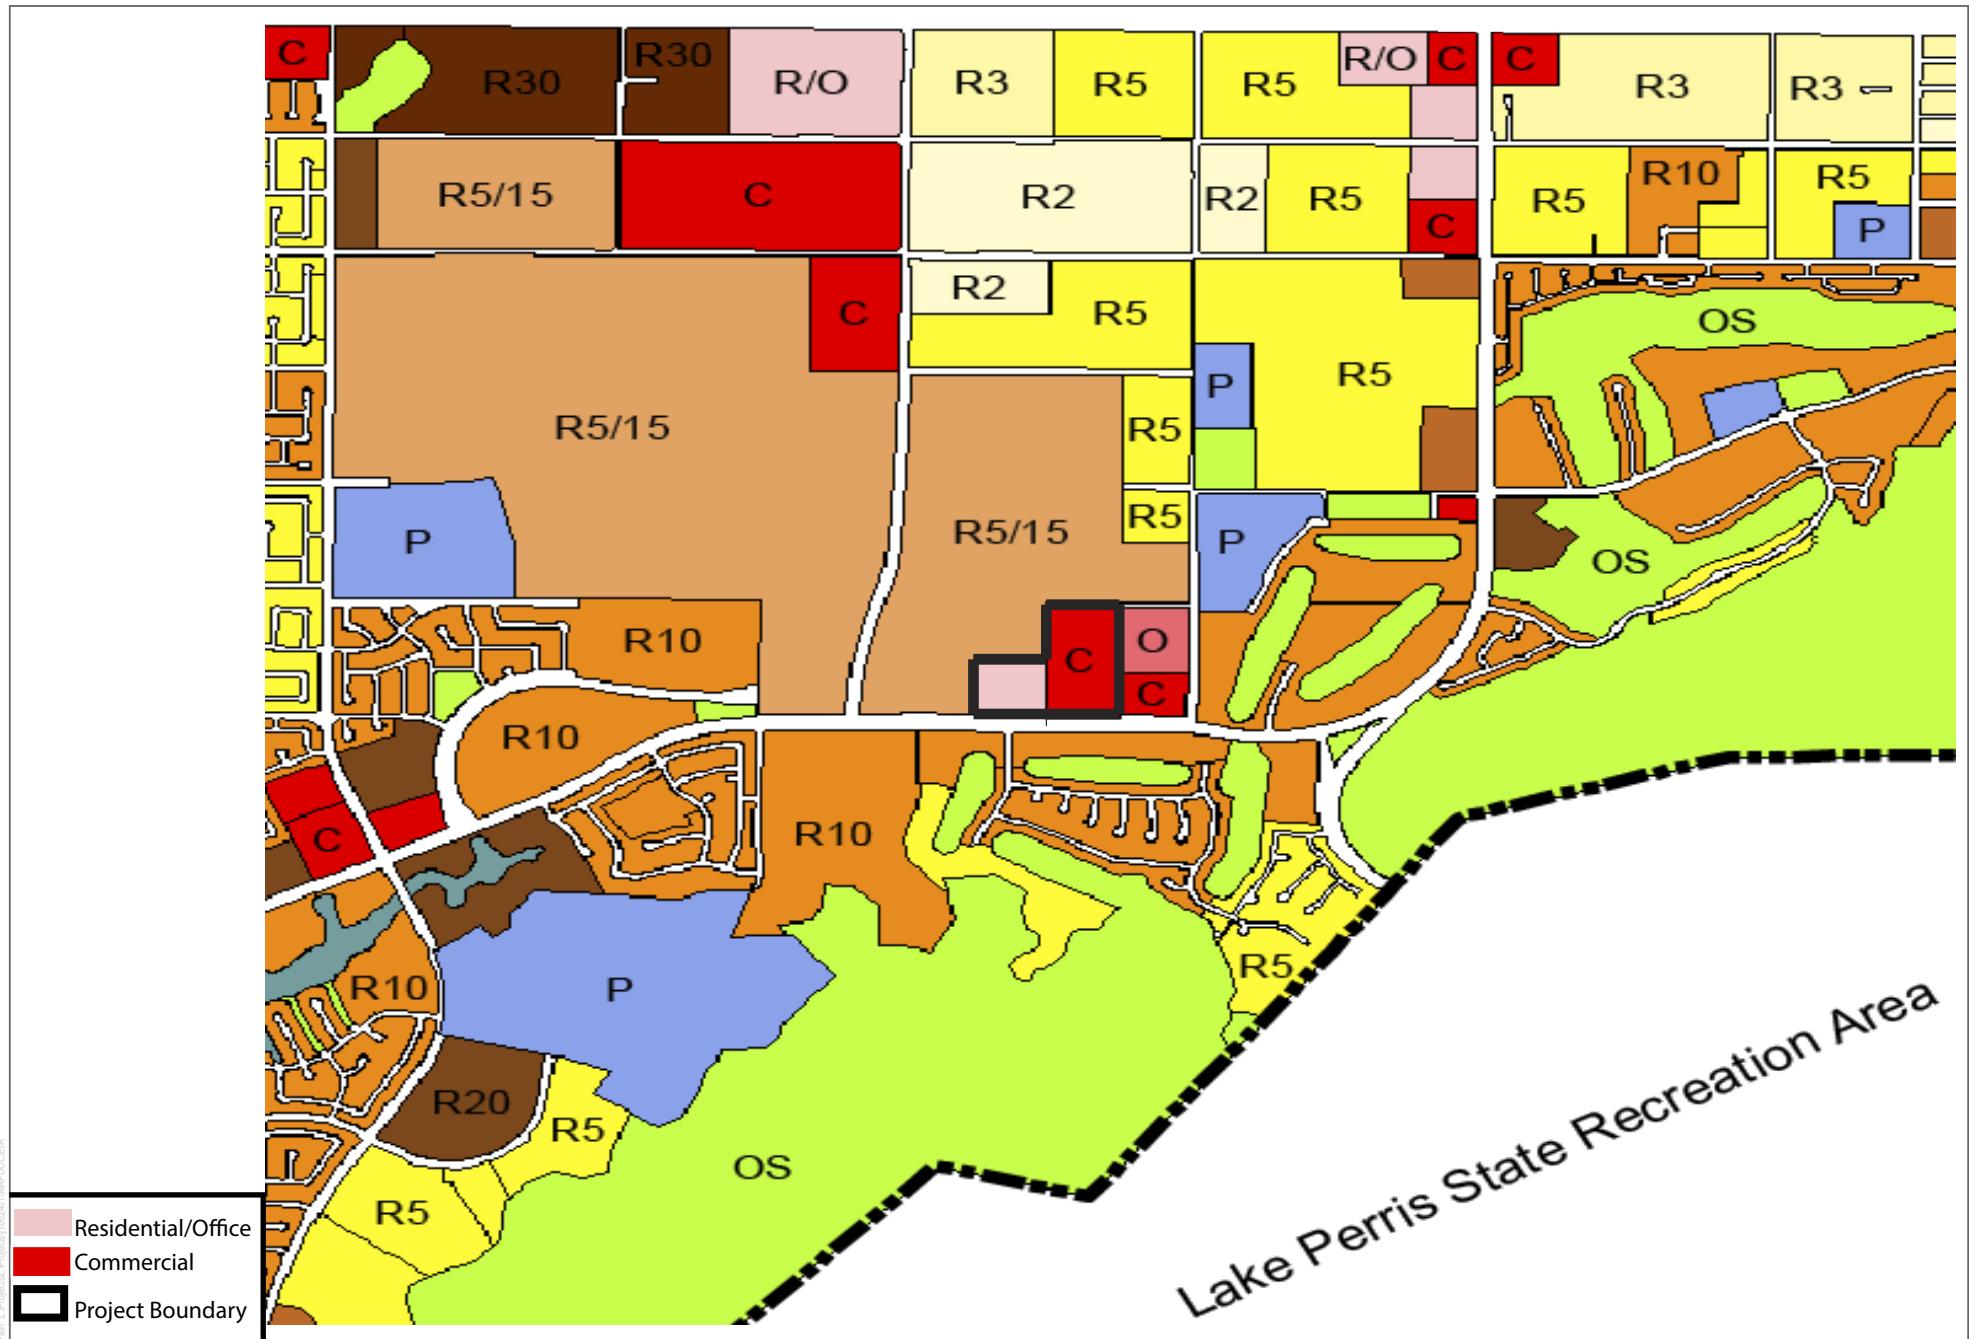 C R30 R30 R/O R3 R5 R5 R/O C C R3 R3
R5/15 C R2 R2 R5 C R5 R10 R5 P
C R2 R5 OS
R5/15 P R5 R5
P R5/15 R5 P OS
R10 C O
C
R10
C R10
R10 P R5
R20 R5
OS
R5
Lake Perris State Recreation Area
Residential/Office
Commercial
Project Boundary